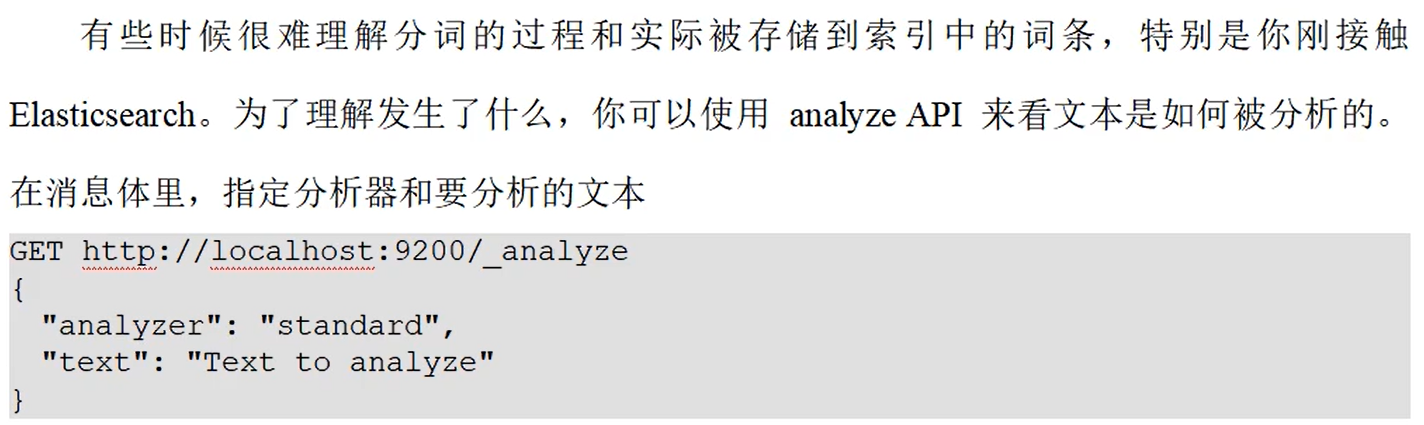 有些时候很难理解分词的过程和实际被存储到索引中的词条，特别是你刚接触
Elasticsearch。为了理解发生了什么，你可以使用 analyze API 来看文本是如何被分析的。
在消息体里，指定分析器和要分析的文本
GET http://localhost:9200/_analyze
{
  "analyzer": "standard",
  "text": "Text to analyze"
}